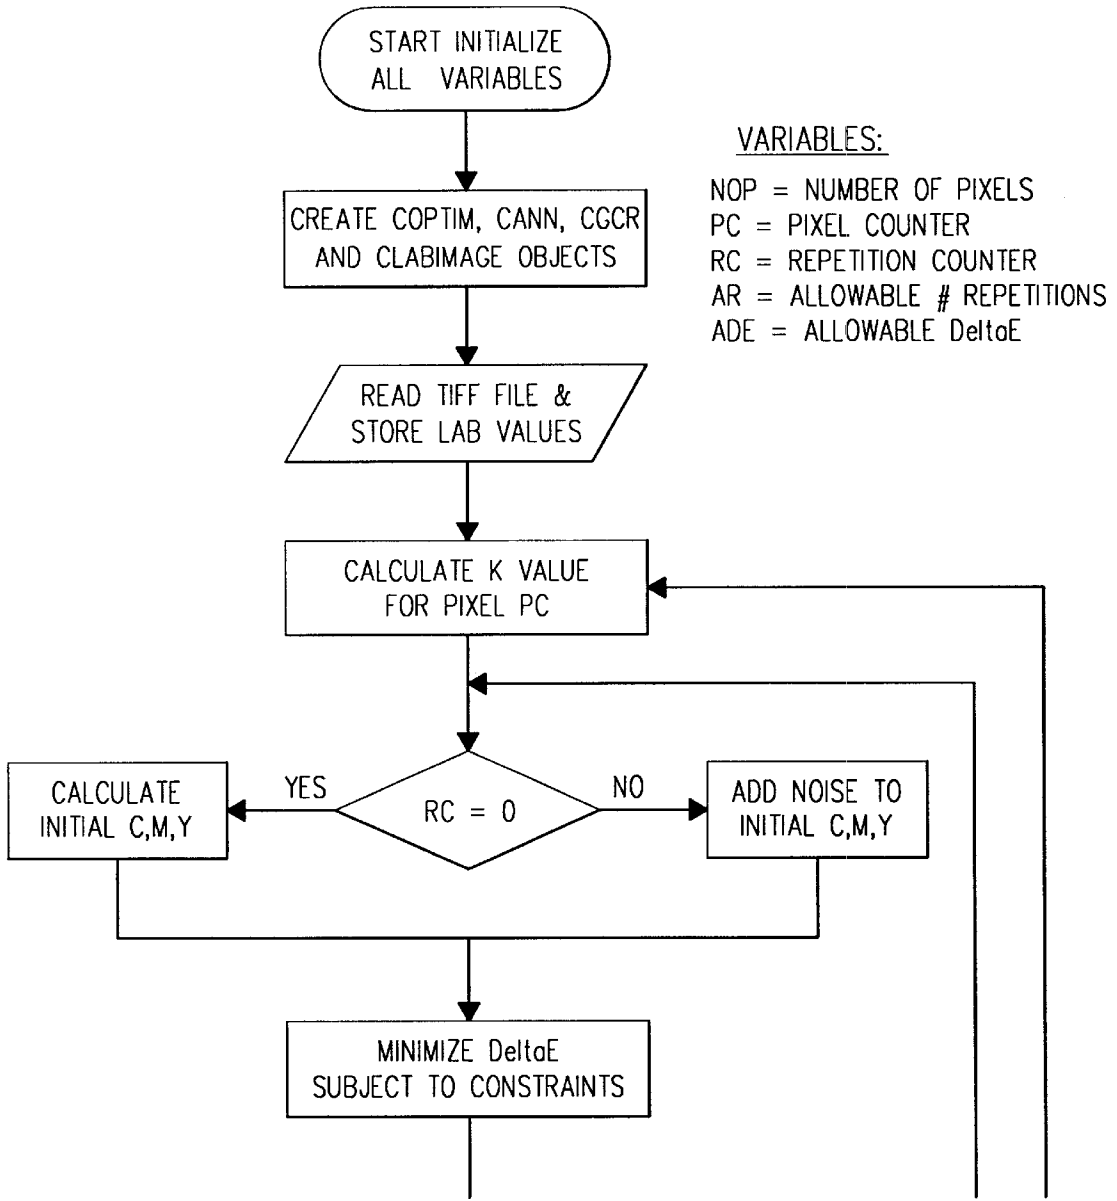 START INITIALIZE
ALL VARIABLES
VARIABLES:
NOP = NUMBER OF PIXELS
PC = PIXEL COUNTER
RC = REPETITION COUNTER
AR = ALLOWABLE # REPETITIONS
ADE = ALLOWABLE DeltaE
CREATE COPTIM, CANN, CGCR
AND CLABIMAGE OBJECTS
READ TIFF FILE &
STORE LAB VALUES
CALCULATE K VALUE
FOR PIXEL PC
YES
RC = 0
NO
CALCULATE
INITIAL C,M,Y
ADD NOISE TO
INITIAL C,M,Y
MINIMIZE DeltaE
SUBJECT TO CONSTRAINTS